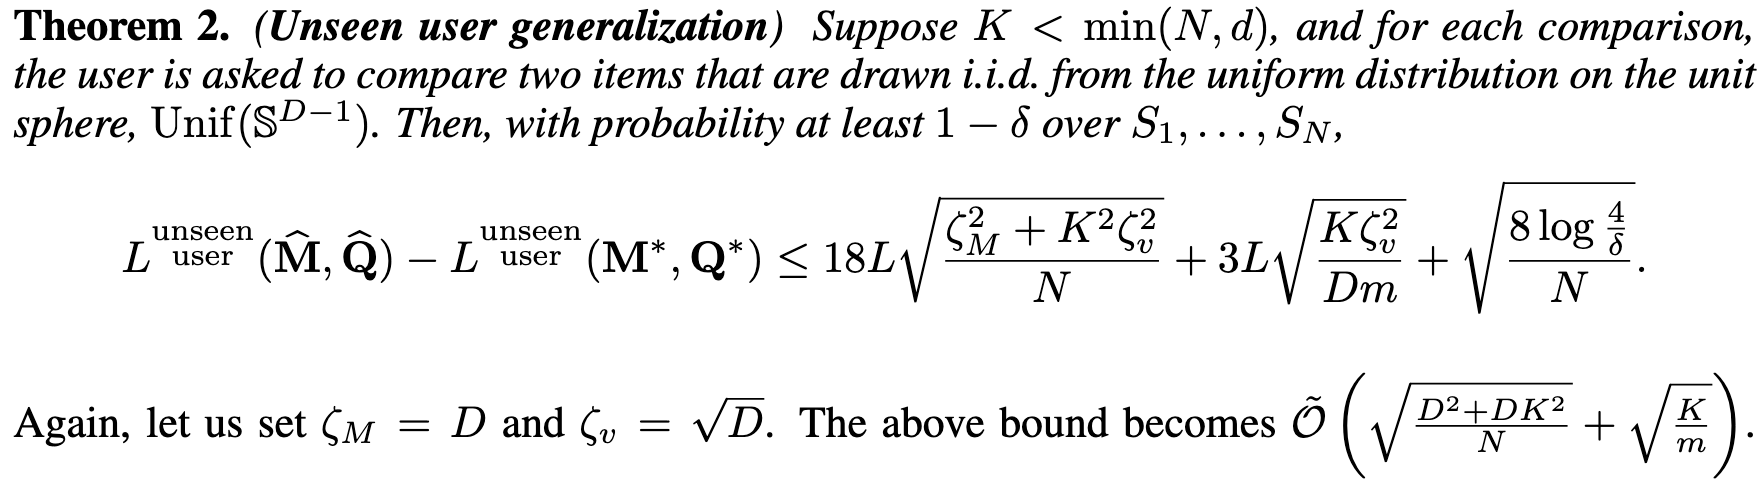 Theorem 2. (Unseen user generalization) Suppose $K < \min(N, d)$, and for each comparison,
the user is asked to compare two items that are drawn i.i.d. from the uniform distribution on the unit
sphere, $\mathrm{Unif}(\mathbb{S}^{D-1})$. Then, with probability at least $1 - \delta$ over $S_1, \ldots, S_N$,
$L^{\substack{\text{unseen} \\ \text{user}}}(\widehat{\mathbf{M}}, \widehat{\mathbf{Q}}) - L^{\substack{\text{unseen} \\ \text{user}}}(\mathbf{M}^*, \mathbf{Q}^*) \leq 18L\sqrt{\frac{\zeta_M^2 + K^2\zeta_v^2}{N}} + 3L\sqrt{\frac{K\zeta_v^2}{Dm}} + \sqrt{\frac{8\log\frac{4}{\delta}}{N}}.$
Again, let us set $\zeta_M = D$ and $\zeta_v = \sqrt{D}$. The above bound becomes $\tilde{\mathcal{O}}\left(\sqrt{\frac{D^2+DK^2}{N}} + \sqrt{\frac{K}{m}}\right)$.